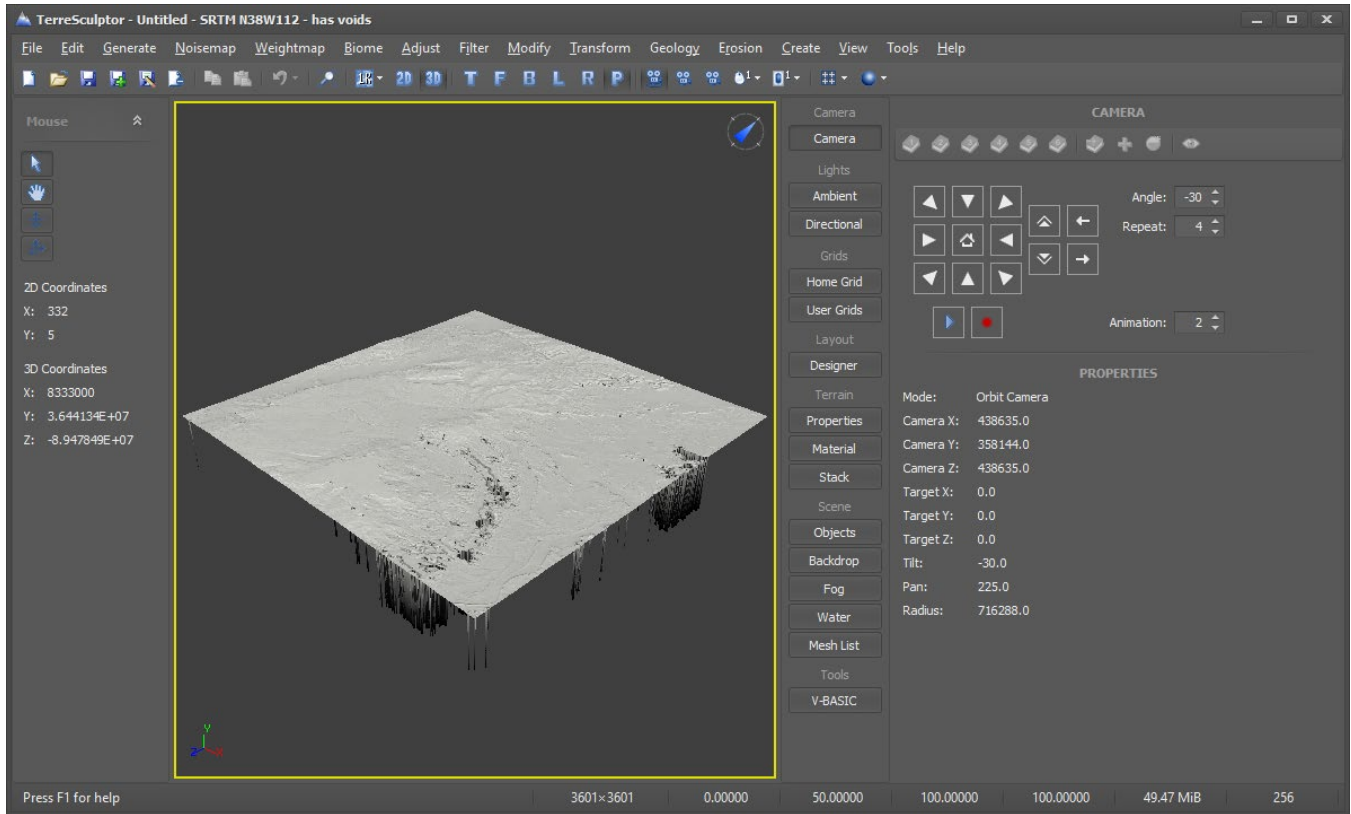 TerreSculptor - Untitled - SRTM N38W112 - has voids
File Edit Generate Noisemap Weightmap Biome Adjust Filter Modify Transform Geology Erosion Create View Tools Help
1R 2D 3D T F B L R P 1 1
Mouse
2D Coordinates
X: 332
Y: 5
3D Coordinates
X: 8333000
Y: 3.644134E+07
Z: -8.947849E+07
Y
Z X
Camera
Camera
Lights
Ambient
Directional
Grids
Home Grid
User Grids
Layout
Designer
Terrain
Properties
Material
Stack
Scene
Objects
Backdrop
Fog
Water
Mesh List
Tools
V-BASIC
CAMERA
Angle: -30
Repeat: 4
Animation: 2
PROPERTIES
Mode: Orbit Camera
Camera X: 438635.0
Camera Y: 358144.0
Camera Z: 438635.0
Target X: 0.0
Target Y: 0.0
Target Z: 0.0
Tilt: -30.0
Pan: 225.0
Radius: 716288.0
Press F1 for help 3601×3601 0.00000 50.00000 100.00000 100.00000 49.47 MiB 256